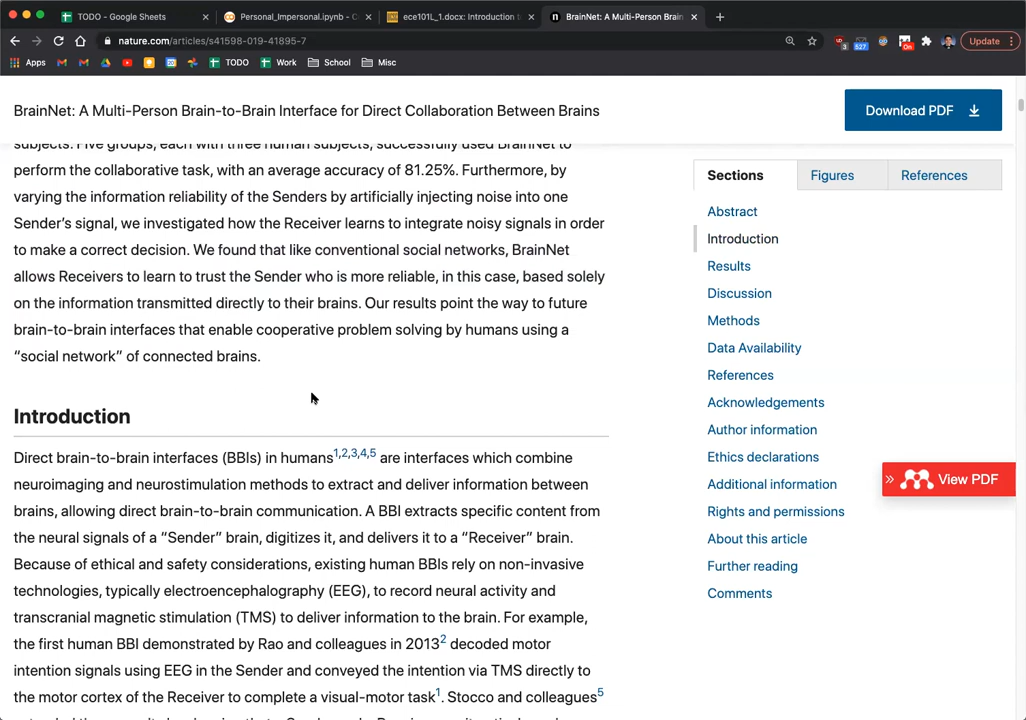 TODO - Google Sheets
Personal_Impersonal.ipynb - C
ece101L_1.docx: Introduction t
BrainNet: A Multi-Person Brain
nature.com/articles/s41598-019-41895-7
3
527
On
Update
Apps
TODO
Work
School
Misc
BrainNet: A Multi-Person Brain-to-Brain Interface for Direct Collaboration Between Brains
Download PDF
subjects. Five groups, each with three human subjects, successfully used BrainNet to
perform the collaborative task, with an average accuracy of 81.25%. Furthermore, by
varying the information reliability of the Senders by artificially injecting noise into one
Sender’s signal, we investigated how the Receiver learns to integrate noisy signals in order
to make a correct decision. We found that like conventional social networks, BrainNet
allows Receivers to learn to trust the Sender who is more reliable, in this case, based solely
on the information transmitted directly to their brains. Our results point the way to future
brain-to-brain interfaces that enable cooperative problem solving by humans using a
“social network” of connected brains.
Introduction
Direct brain-to-brain interfaces (BBIs) in humans1,2,3,4,5 are interfaces which combine
neuroimaging and neurostimulation methods to extract and deliver information between
brains, allowing direct brain-to-brain communication. A BBI extracts specific content from
the neural signals of a “Sender” brain, digitizes it, and delivers it to a “Receiver” brain.
Because of ethical and safety considerations, existing human BBIs rely on non-invasive
technologies, typically electroencephalography (EEG), to record neural activity and
transcranial magnetic stimulation (TMS) to deliver information to the brain. For example,
the first human BBI demonstrated by Rao and colleagues in 20132 decoded motor
intention signals using EEG in the Sender and conveyed the intention via TMS directly to
the motor cortex of the Receiver to complete a visual-motor task1. Stocco and colleagues5
Sections
Figures
References
Abstract
Introduction
Results
Discussion
Methods
Data Availability
References
Acknowledgements
Author information
Ethics declarations
Additional information
Rights and permissions
About this article
Further reading
Comments
View PDF